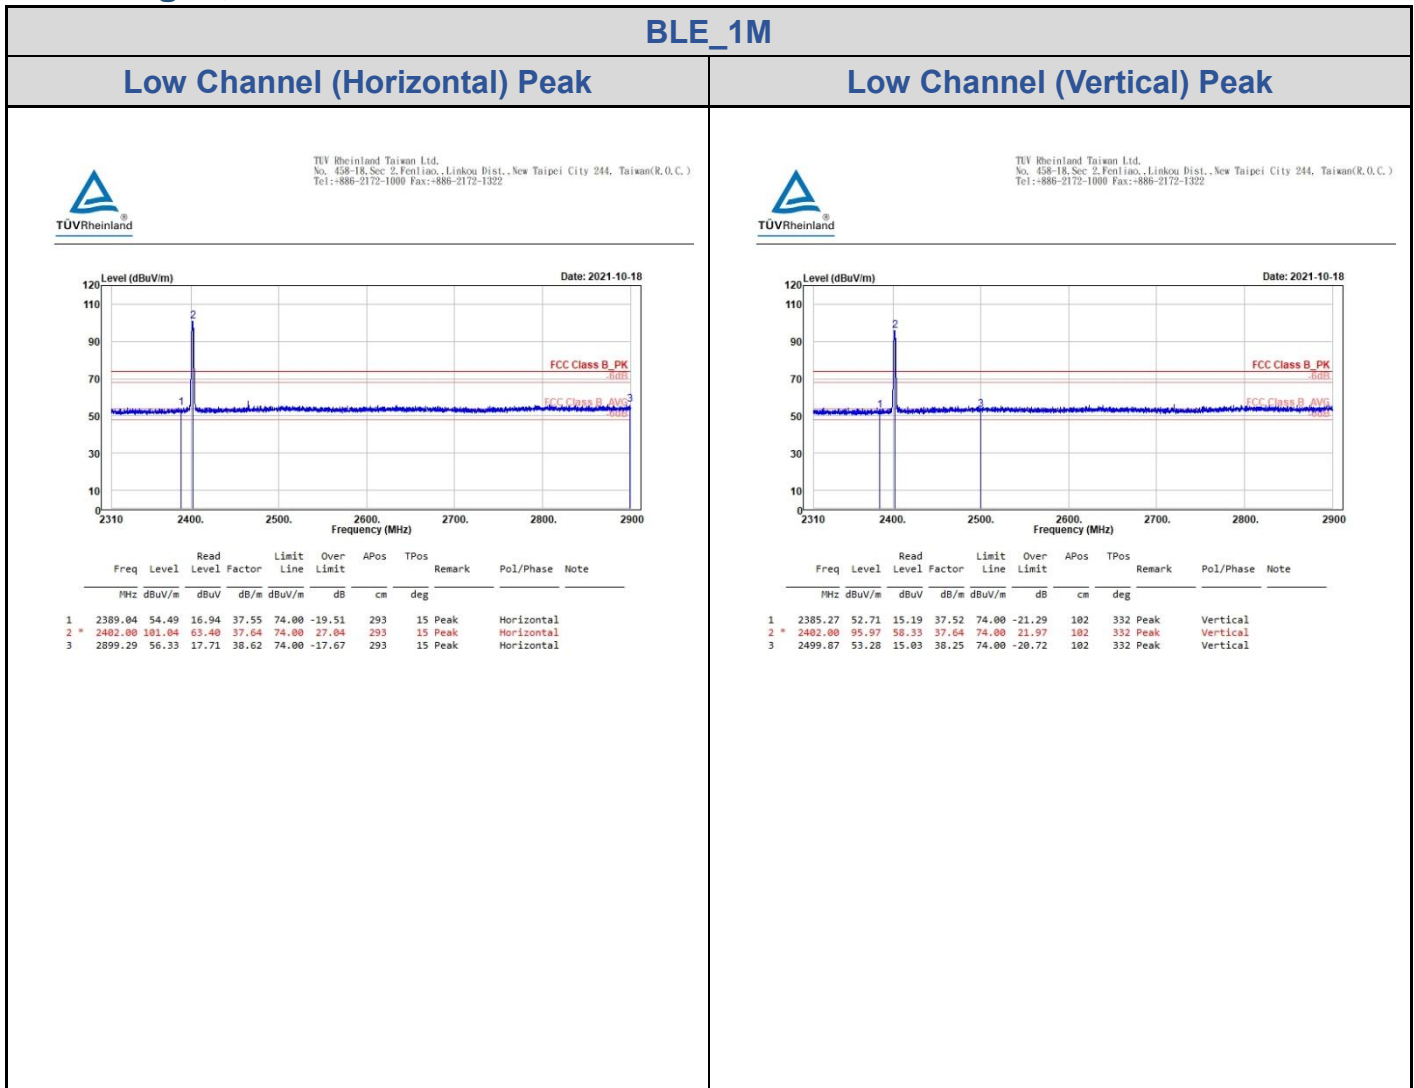 BLE_1M
Low Channel (Horizontal) Peak
Low Channel (Vertical) Peak
TUV Rheinland Taiwan Ltd.
No. 458-18,Sec 2,Fenliao.,Linkou Dist.,New Taipei City 244, Taiwan(R.O.C.)
Tel:+886-2172-1000 Fax:+886-2172-1322
TÜVRheinland®
Level (dBuV/m)
Date: 2021-10-18
120
110
90
70
50
30
10
0
2
1
3
FCC Class B_PK
-6dB
FCC Class B_AVG
-6dB
2310 2400. 2500. 2600. 2700. 2800. 2900
Frequency (MHz)
Read Limit Over APos TPos
Freq Level Level Factor Line Limit Remark Pol/Phase Note
MHz dBuV/m dBuV dB/m dBuV/m dB cm deg
1 2389.04 54.49 16.94 37.55 74.00 -19.51 293 15 Peak Horizontal
2 * 2402.00 101.04 63.40 37.64 74.00 27.04 293 15 Peak Horizontal
3 2899.29 56.33 17.71 38.62 74.00 -17.67 293 15 Peak Horizontal
TUV Rheinland Taiwan Ltd.
No. 458-18,Sec 2,Fenliao.,Linkou Dist.,New Taipei City 244, Taiwan(R.O.C.)
Tel:+886-2172-1000 Fax:+886-2172-1322
TÜVRheinland®
Level (dBuV/m)
Date: 2021-10-18
120
110
90
70
50
30
10
0
2
1
3
FCC Class B_PK
-6dB
FCC Class B_AVG
-6dB
2310 2400. 2500. 2600. 2700. 2800. 2900
Frequency (MHz)
Read Limit Over APos TPos
Freq Level Level Factor Line Limit Remark Pol/Phase Note
MHz dBuV/m dBuV dB/m dBuV/m dB cm deg
1 2385.27 52.71 15.19 37.52 74.00 -21.29 102 332 Peak Vertical
2 * 2402.00 95.97 58.33 37.64 74.00 21.97 102 332 Peak Vertical
3 2499.87 53.28 15.03 38.25 74.00 -20.72 102 332 Peak Vertical